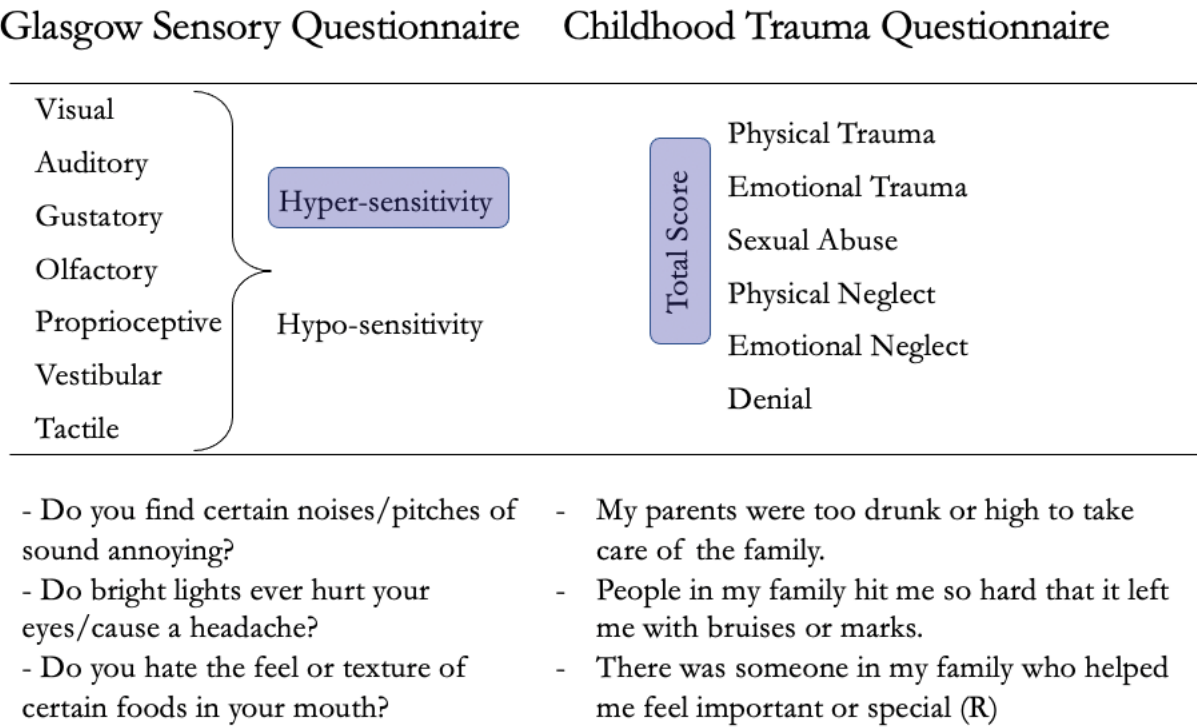 Glasgow Sensory Questionnaire
Childhood Trauma Questionnaire
Visual
Auditory
Gustatory
Olfactory
Proprioceptive
Vestibular
Tactile
Hyper-sensitivity
Hypo-sensitivity
Total Score
Physical Trauma
Emotional Trauma
Sexual Abuse
Physical Neglect
Emotional Neglect
Denial
- Do you find certain noises/pitches of
sound annoying?
- Do bright lights ever hurt your
eyes/cause a headache?
- Do you hate the feel or texture of
certain foods in your mouth?
- My parents were too drunk or high to take
care of the family.
- People in my family hit me so hard that it left
me with bruises or marks.
- There was someone in my family who helped
me feel important or special (R)